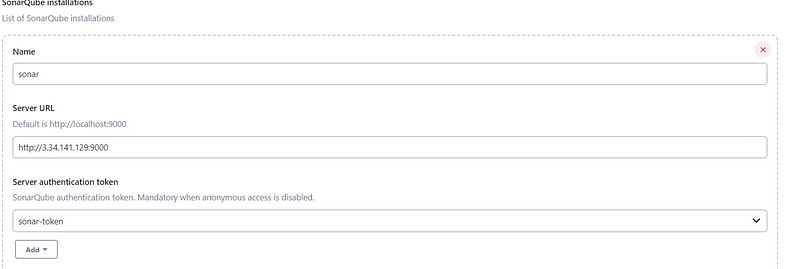 SonarQube installations
List of SonarQube installations
Name
sonar
Server URL
Default is http://localhost:9000
http://3.34.141.129:9000
Server authentication token
SonarQube authentication token. Mandatory when anonymous access is disabled.
sonar-token
Add